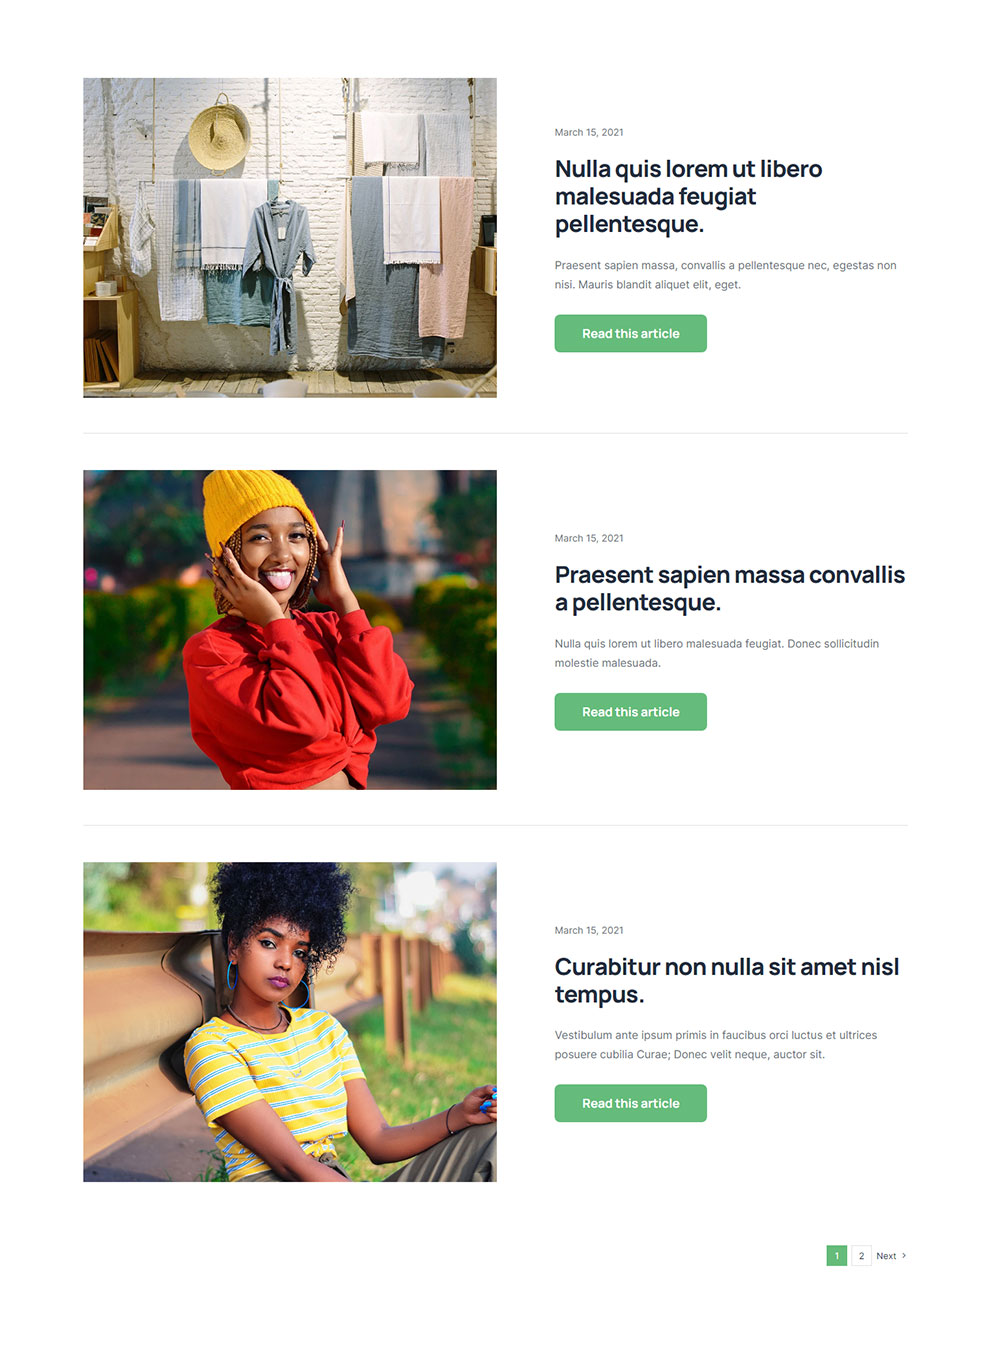 March 15, 2021
Nulla quis lorem ut libero
malesuada feugiat
pellentesque.
Praesent sapien massa, convallis a pellentesque nec, egestas non
nisi. Mauris blandit aliquet elit, eget.
Read this article
March 15, 2021
Praesent sapien massa convallis
a pellentesque.
Nulla quis lorem ut libero malesuada feugiat. Donec sollicitudin
molestie malesuada.
Read this article
March 15, 2021
Curabitur non nulla sit amet nisl
tempus.
Vestibulum ante ipsum primis in faucibus orci luctus et ultrices
posuere cubilia Curae; Donec velit neque, auctor sit.
Read this article
1 2 Next >